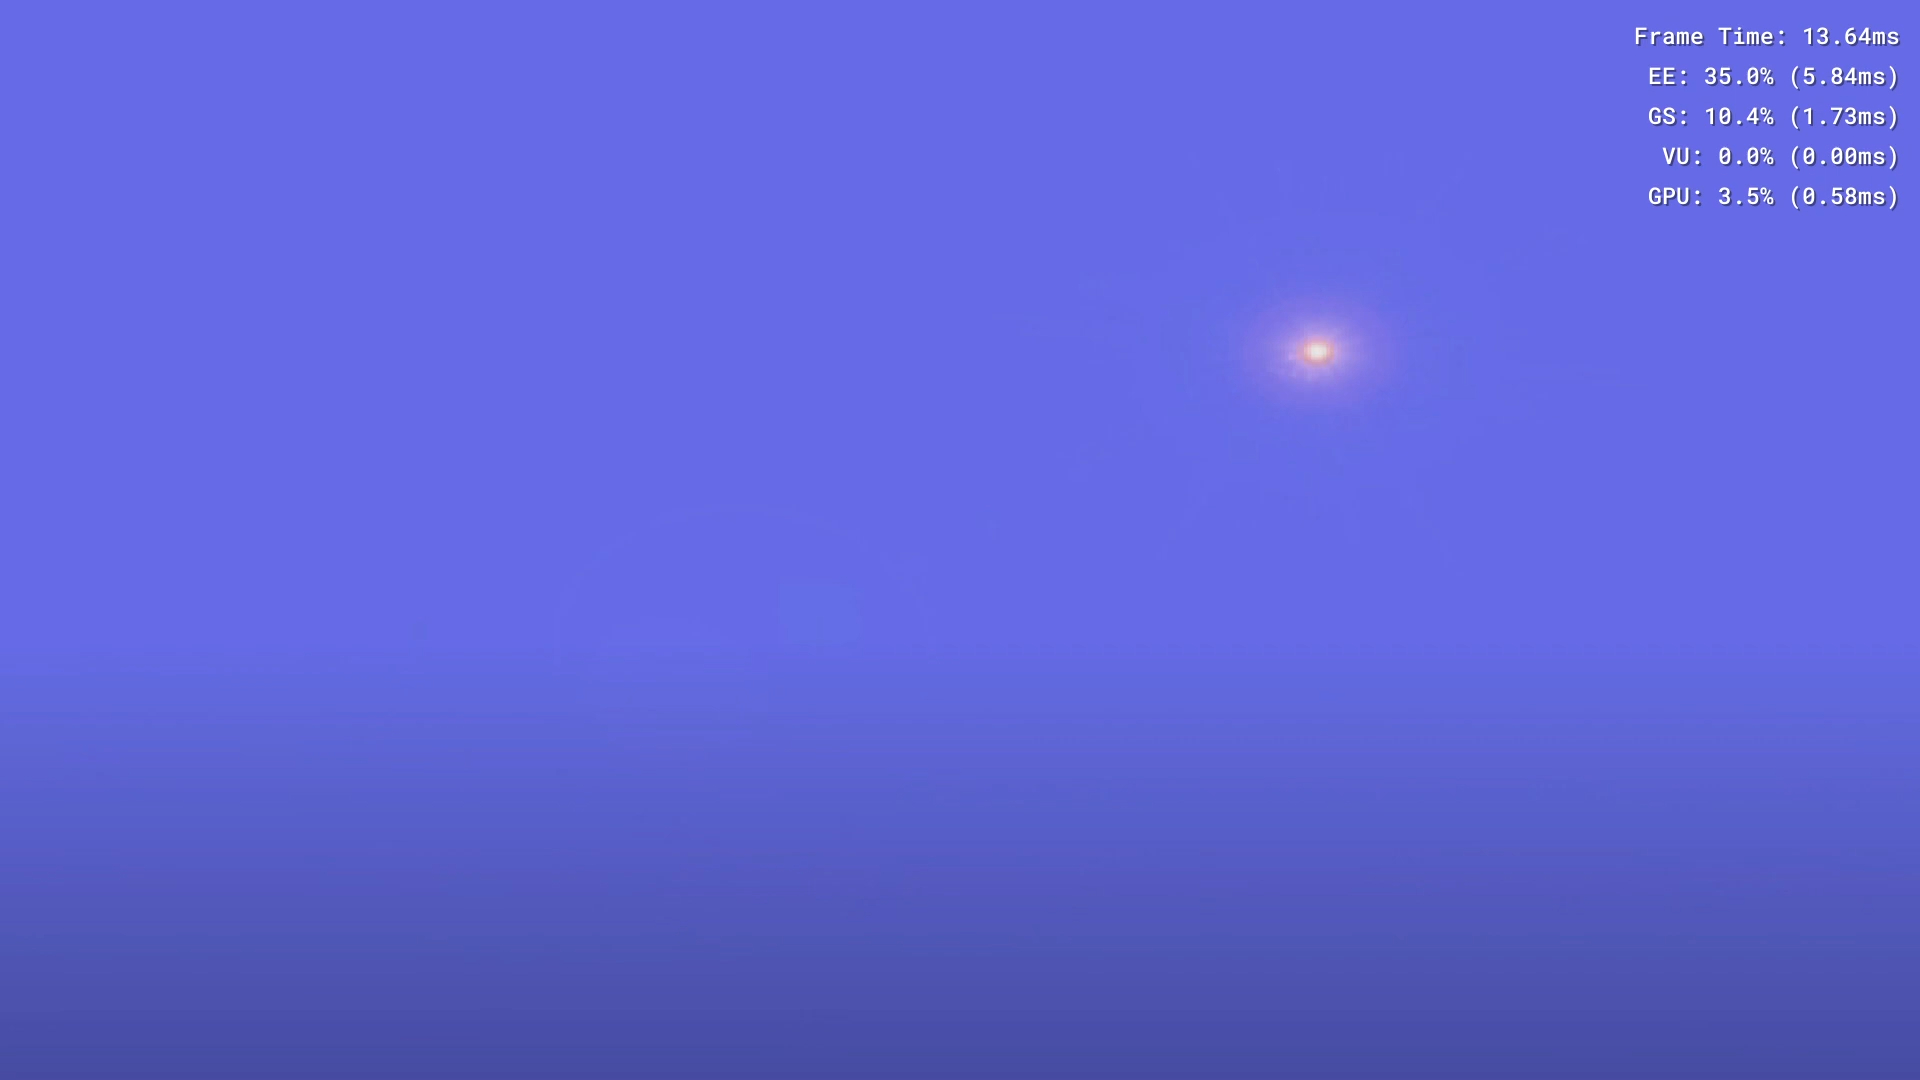 Frame Time: 13.64ms
EE: 35.0% (5.84ms)
GS: 10.4% (1.73ms)
VU: 0.0% (0.00ms)
GPU: 3.5% (0.58ms)